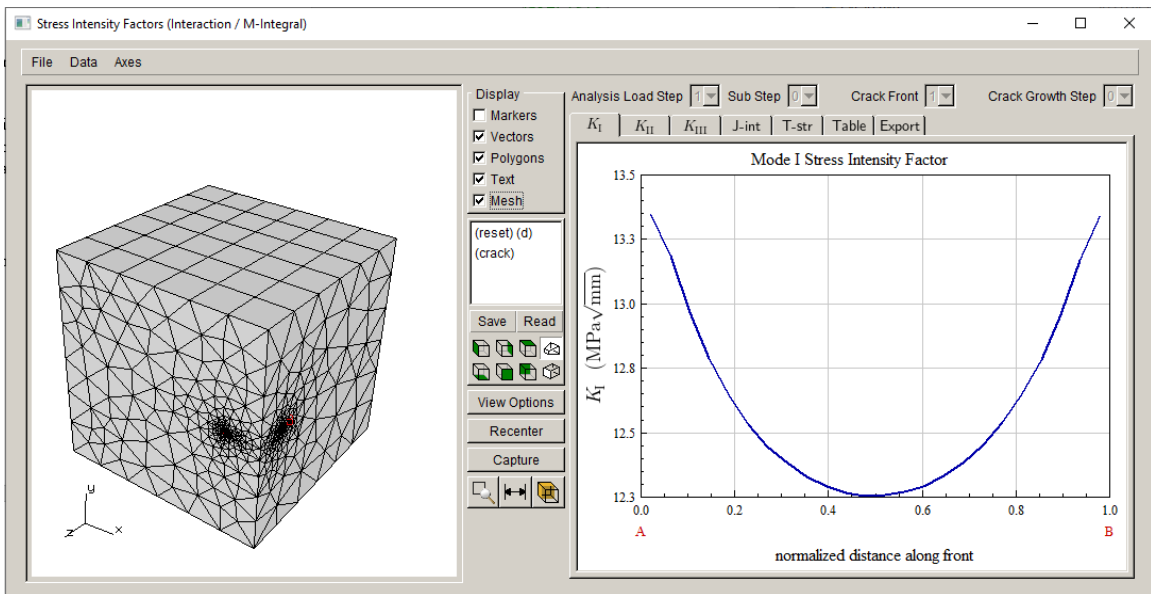 Stress Intensity Factors (Interaction / M-Integral)
File Data Axes
Display
Markers
Vectors
Polygons
Text
Mesh
(reset) (d)
(crack)
Save Read
View Options
Recenter
Capture
y
z
x
Analysis Load Step 1 Sub Step 0 Crack Front 1 Crack Growth Step 0
KI KII KIII J-int T-str Table Export
Mode I Stress Intensity Factor
13.5
13.3
13.0
12.8
12.5
12.3
KI (MPa√mm)
0.0 0.2 0.4 0.6 0.8 1.0
A B
normalized distance along front